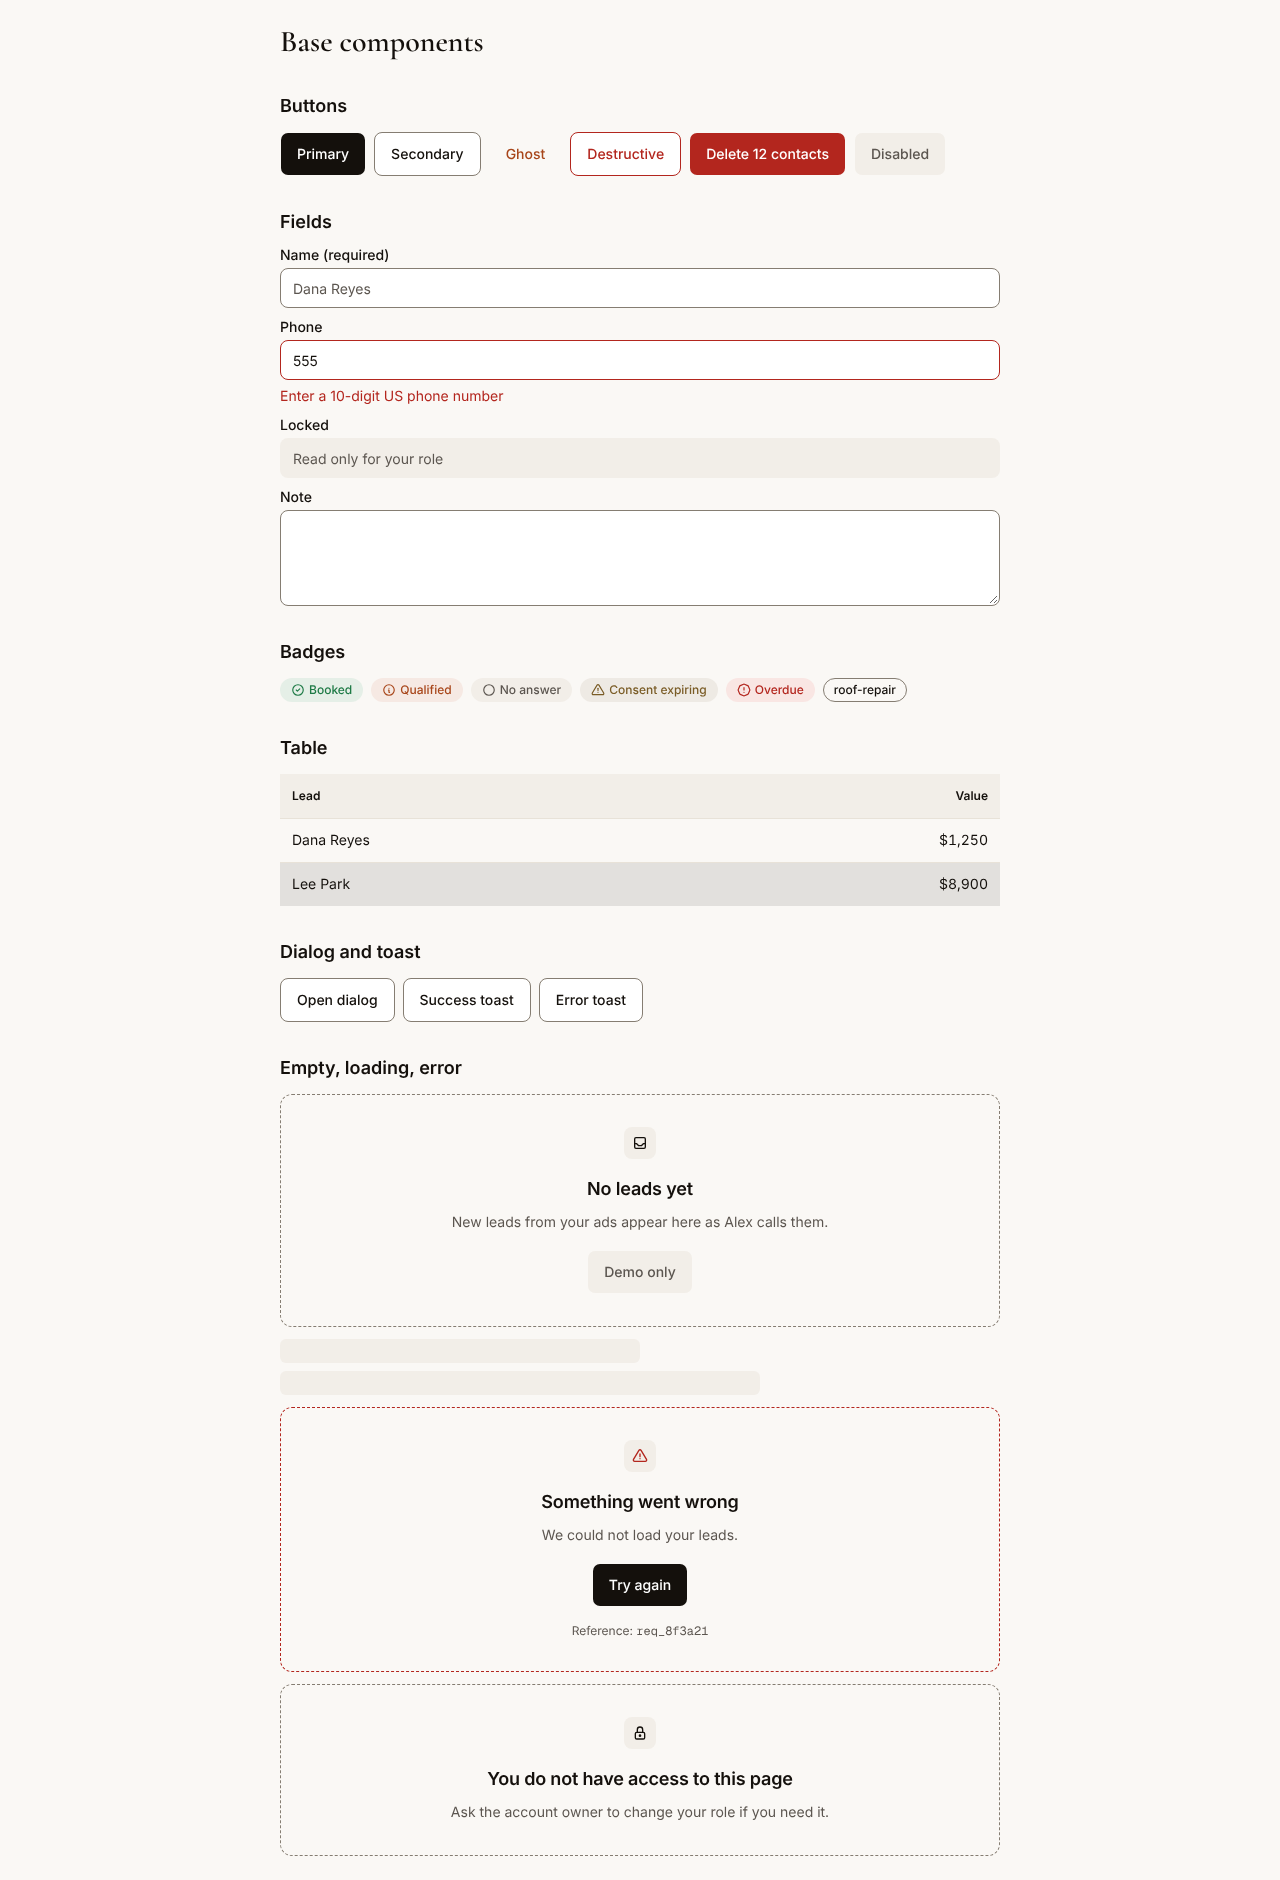 Base components
Buttons
Primary Secondary Ghost Destructive Delete 12 contacts Disabled
Fields
Name (required)
Dana Reyes
Phone
555
Enter a 10-digit US phone number
Locked
Read only for your role
Note
Badges
Booked Qualified No answer Consent expiring Overdue roof-repair
Table
Lead Value
Dana Reyes $1,250
Lee Park $8,900
Dialog and toast
Open dialog Success toast Error toast
Empty, loading, error
No leads yet
New leads from your ads appear here as Alex calls them.
Demo only
Something went wrong
We could not load your leads.
Try again
Reference: req_8f3a21
You do not have access to this page
Ask the account owner to change your role if you need it.